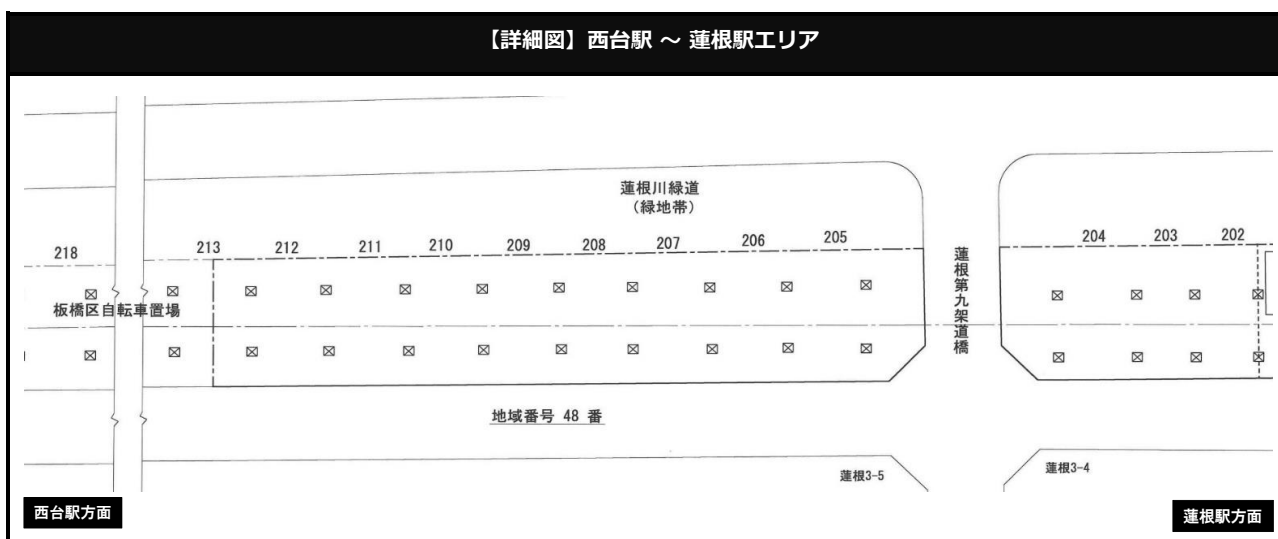 【詳細図】西台駅 ~ 蓮根駅エリア
蓮根川緑道
（緑地帯）
218
213
212
211
210
209
208
207
206
205
204
203
202
蓮根第九架道橋
板橋区自転車置場
地域番号 48 番
蓮根3-5
蓮根3-4
西台駅方面
蓮根駅方面